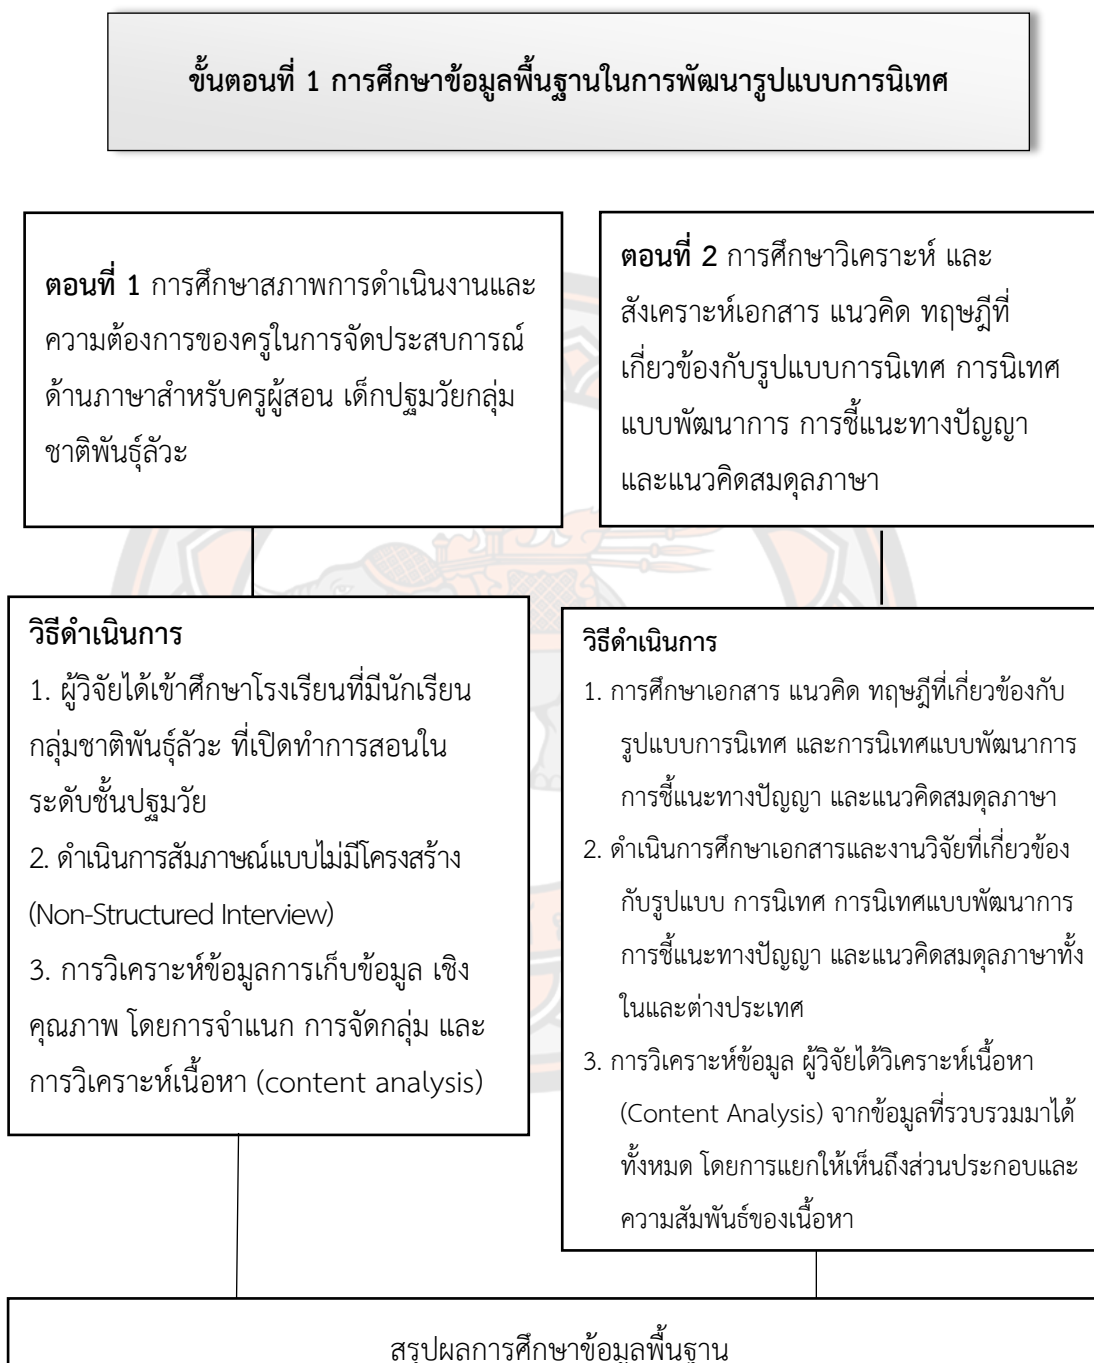 ขั้นตอนที่ 1 การศึกษาข้อมูลพื้นฐานในการพัฒนารูปแบบการนิเทศ
ตอนที่ 1 การศึกษาสภาพการดำเนินงานและ
ความต้องการของครูในการจัดประสบการณ์
ด้านภาษาสำหรับครูผู้สอน เด็กปฐมวัยกลุ่ม
ชาติพันธุ์ลัวะ
ตอนที่ 2 การศึกษาวิเคราะห์ และ
สังเคราะห์เอกสาร แนวคิด ทฤษฎีที่
เกี่ยวข้องกับรูปแบบการนิเทศ การนิเทศ
แบบพัฒนาการ การชี้แนะทางปัญญา
และแนวคิดสมดุลภาษา
วิธีดำเนินการ
1. ผู้วิจัยได้เข้าศึกษาโรงเรียนที่มีนักเรียน
กลุ่มชาติพันธุ์ลัวะ ที่เปิดทำการสอนใน
ระดับชั้นปฐมวัย
2. ดำเนินการสัมภาษณ์แบบไม่มีโครงสร้าง
(Non-Structured Interview)
3. การวิเคราะห์ข้อมูลการเก็บข้อมูล เชิง
คุณภาพ โดยการจำแนก การจัดกลุ่ม และ
การวิเคราะห์เนื้อหา (content analysis)
วิธีดำเนินการ
1. การศึกษาเอกสาร แนวคิด ทฤษฎีที่เกี่ยวข้องกับ
รูปแบบการนิเทศ และการนิเทศแบบพัฒนาการ
การชี้แนะทางปัญญา และแนวคิดสมดุลภาษา
2. ดำเนินการศึกษาเอกสารและงานวิจัยที่เกี่ยวข้อง
กับรูปแบบ การนิเทศ การนิเทศแบบพัฒนาการ
การชี้แนะทางปัญญา และแนวคิดสมดุลภาษาทั้ง
ในและต่างประเทศ
3. การวิเคราะห์ข้อมูล ผู้วิจัยได้วิเคราะห์เนื้อหา
(Content Analysis) จากข้อมูลที่รวบรวมมาได้
ทั้งหมด โดยการแยกให้เห็นถึงส่วนประกอบและ
ความสัมพันธ์ของเนื้อหา
สรุปผลการศึกษาข้อมูลพื้นฐาน